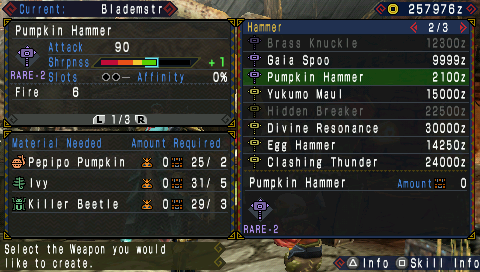 Current: Blademstr
257976z
Pumpkin Hammer
Attack 90
Shrpnss +1
RARE-2 Slots Affinity 0%
Fire 6
L 1/3 R
Material Needed Amount Required
Pepipo Pumpkin 0 25/ 2
Ivy 0 31/ 5
Killer Beetle 0 29/ 3
Select the Weapon you would
like to create.
Hammer 2/3
Brass Knuckle 12300z
Gaia Spoo 9999z
Pumpkin Hammer 2100z
Yukumo Maul 15000z
Hidden Breaker 22500z
Divine Resonance 30000z
Egg Hammer 14250z
Clashing Thunder 24000z
Pumpkin Hammer Amount 0
RARE-2
Info Skill Info